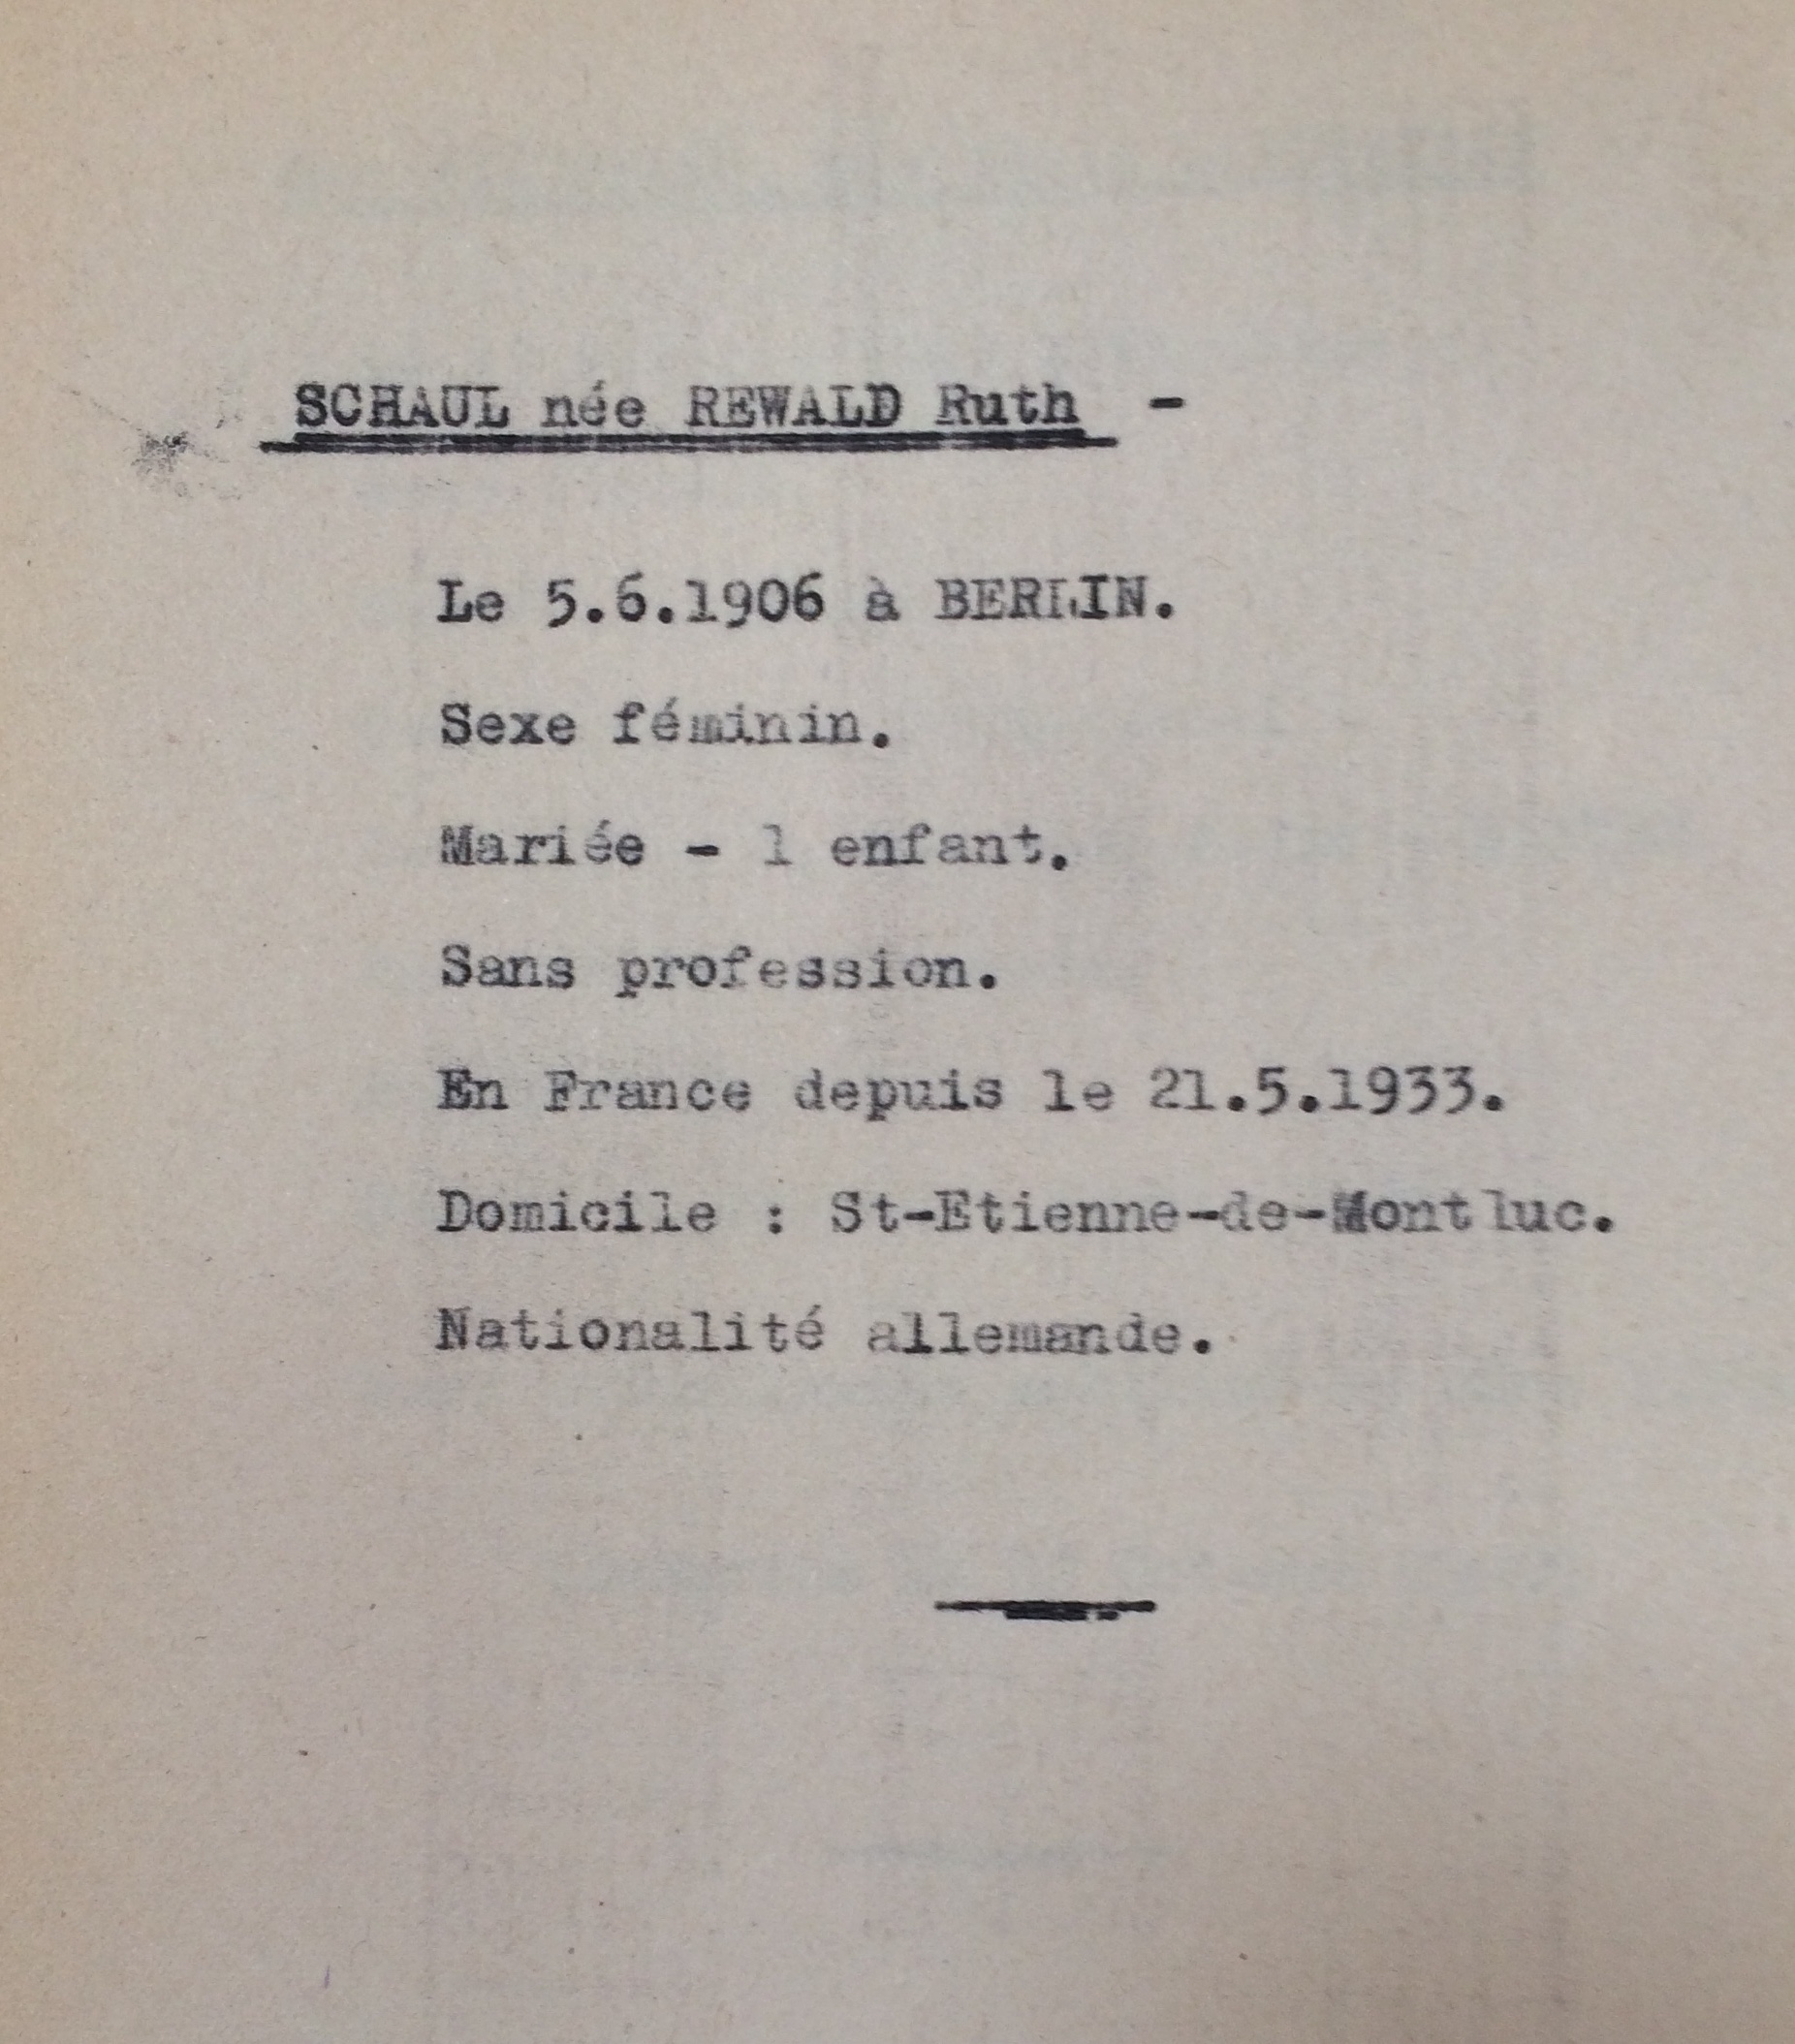 SCHAUL née REWALD Ruth -
Le 5.6.1906 à BERLIN.
Sexe féminin.
Mariée - 1 enfant.
Sans profession.
En France depuis le 21.5.1933.
Domicile : St-Etienne-de-Montluc.
Nationalité allemande.